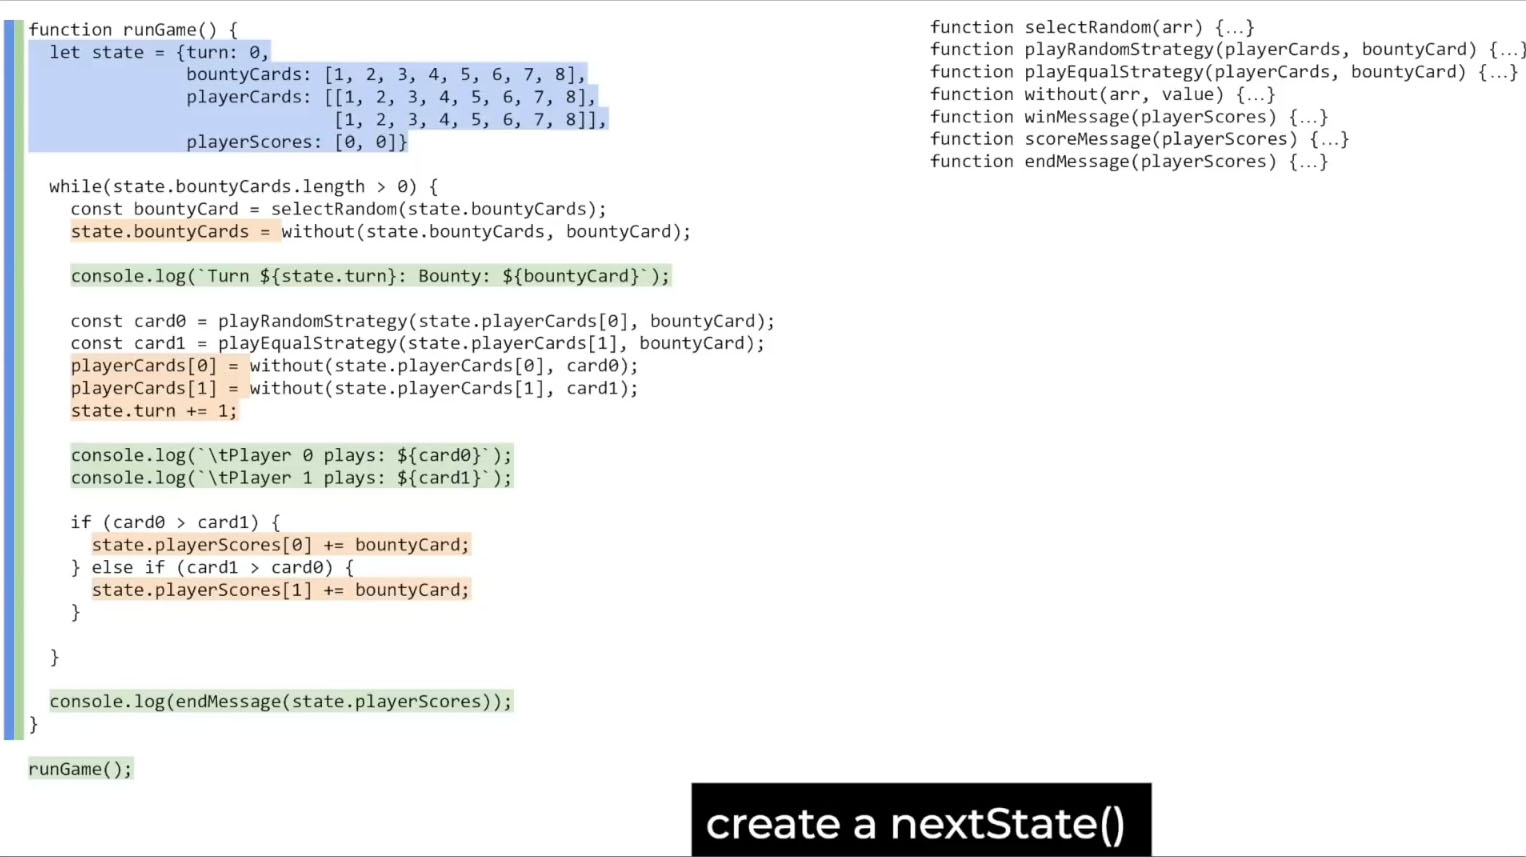 function runGame() {
  let state = {turn: 0,
               bountyCards: [1, 2, 3, 4, 5, 6, 7, 8],
               playerCards: [[1, 2, 3, 4, 5, 6, 7, 8],
                             [1, 2, 3, 4, 5, 6, 7, 8]],
               playerScores: [0, 0]}
  while(state.bountyCards.length > 0) {
    const bountyCard = selectRandom(state.bountyCards);
    state.bountyCards = without(state.bountyCards, bountyCard);
    console.log(`Turn ${state.turn}: Bounty: ${bountyCard}`);
    const card0 = playRandomStrategy(state.playerCards[0], bountyCard);
    const card1 = playEqualStrategy(state.playerCards[1], bountyCard);
    playerCards[0] = without(state.playerCards[0], card0);
    playerCards[1] = without(state.playerCards[1], card1);
    state.turn += 1;
    console.log(`\tPlayer 0 plays: ${card0}`);
    console.log(`\tPlayer 1 plays: ${card1}`);
    if (card0 > card1) {
      state.playerScores[0] += bountyCard;
    } else if (card1 > card0) {
      state.playerScores[1] += bountyCard;
    }
  }
  console.log(endMessage(state.playerScores));
}
runGame();
function selectRandom(arr) {…}
function playRandomStrategy(playerCards, bountyCard) {…}
function playEqualStrategy(playerCards, bountyCard) {…}
function without(arr, value) {…}
function winMessage(playerScores) {…}
function scoreMessage(playerScores) {…}
function endMessage(playerScores) {…}
create a nextState()